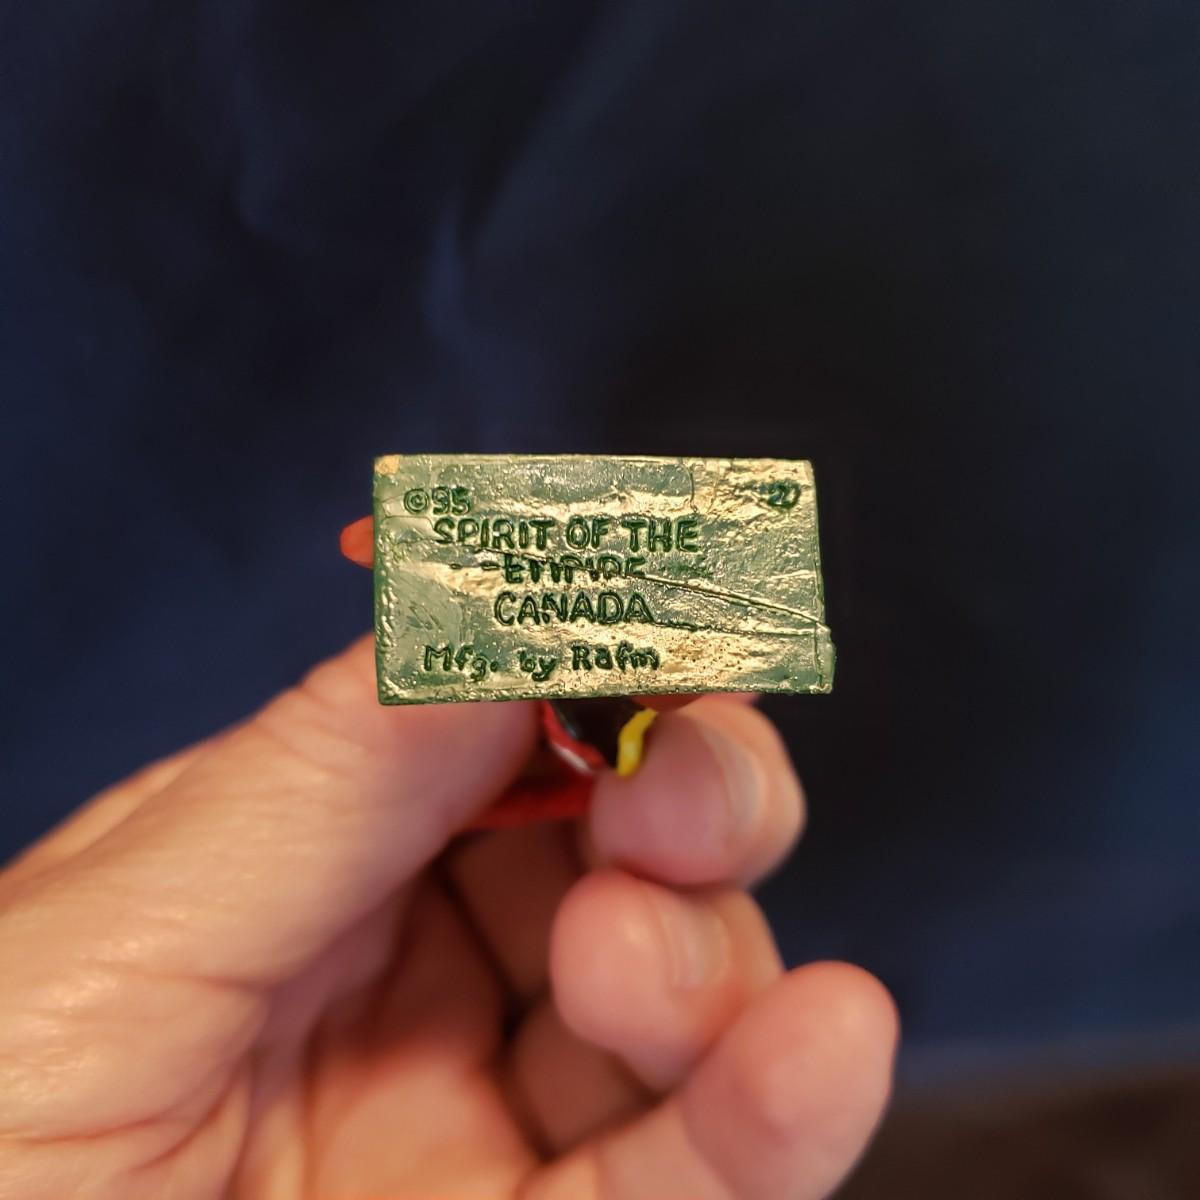 ©95
SPIRIT OF THE
EMPIRE
CANADA
Mfg. by Rafm